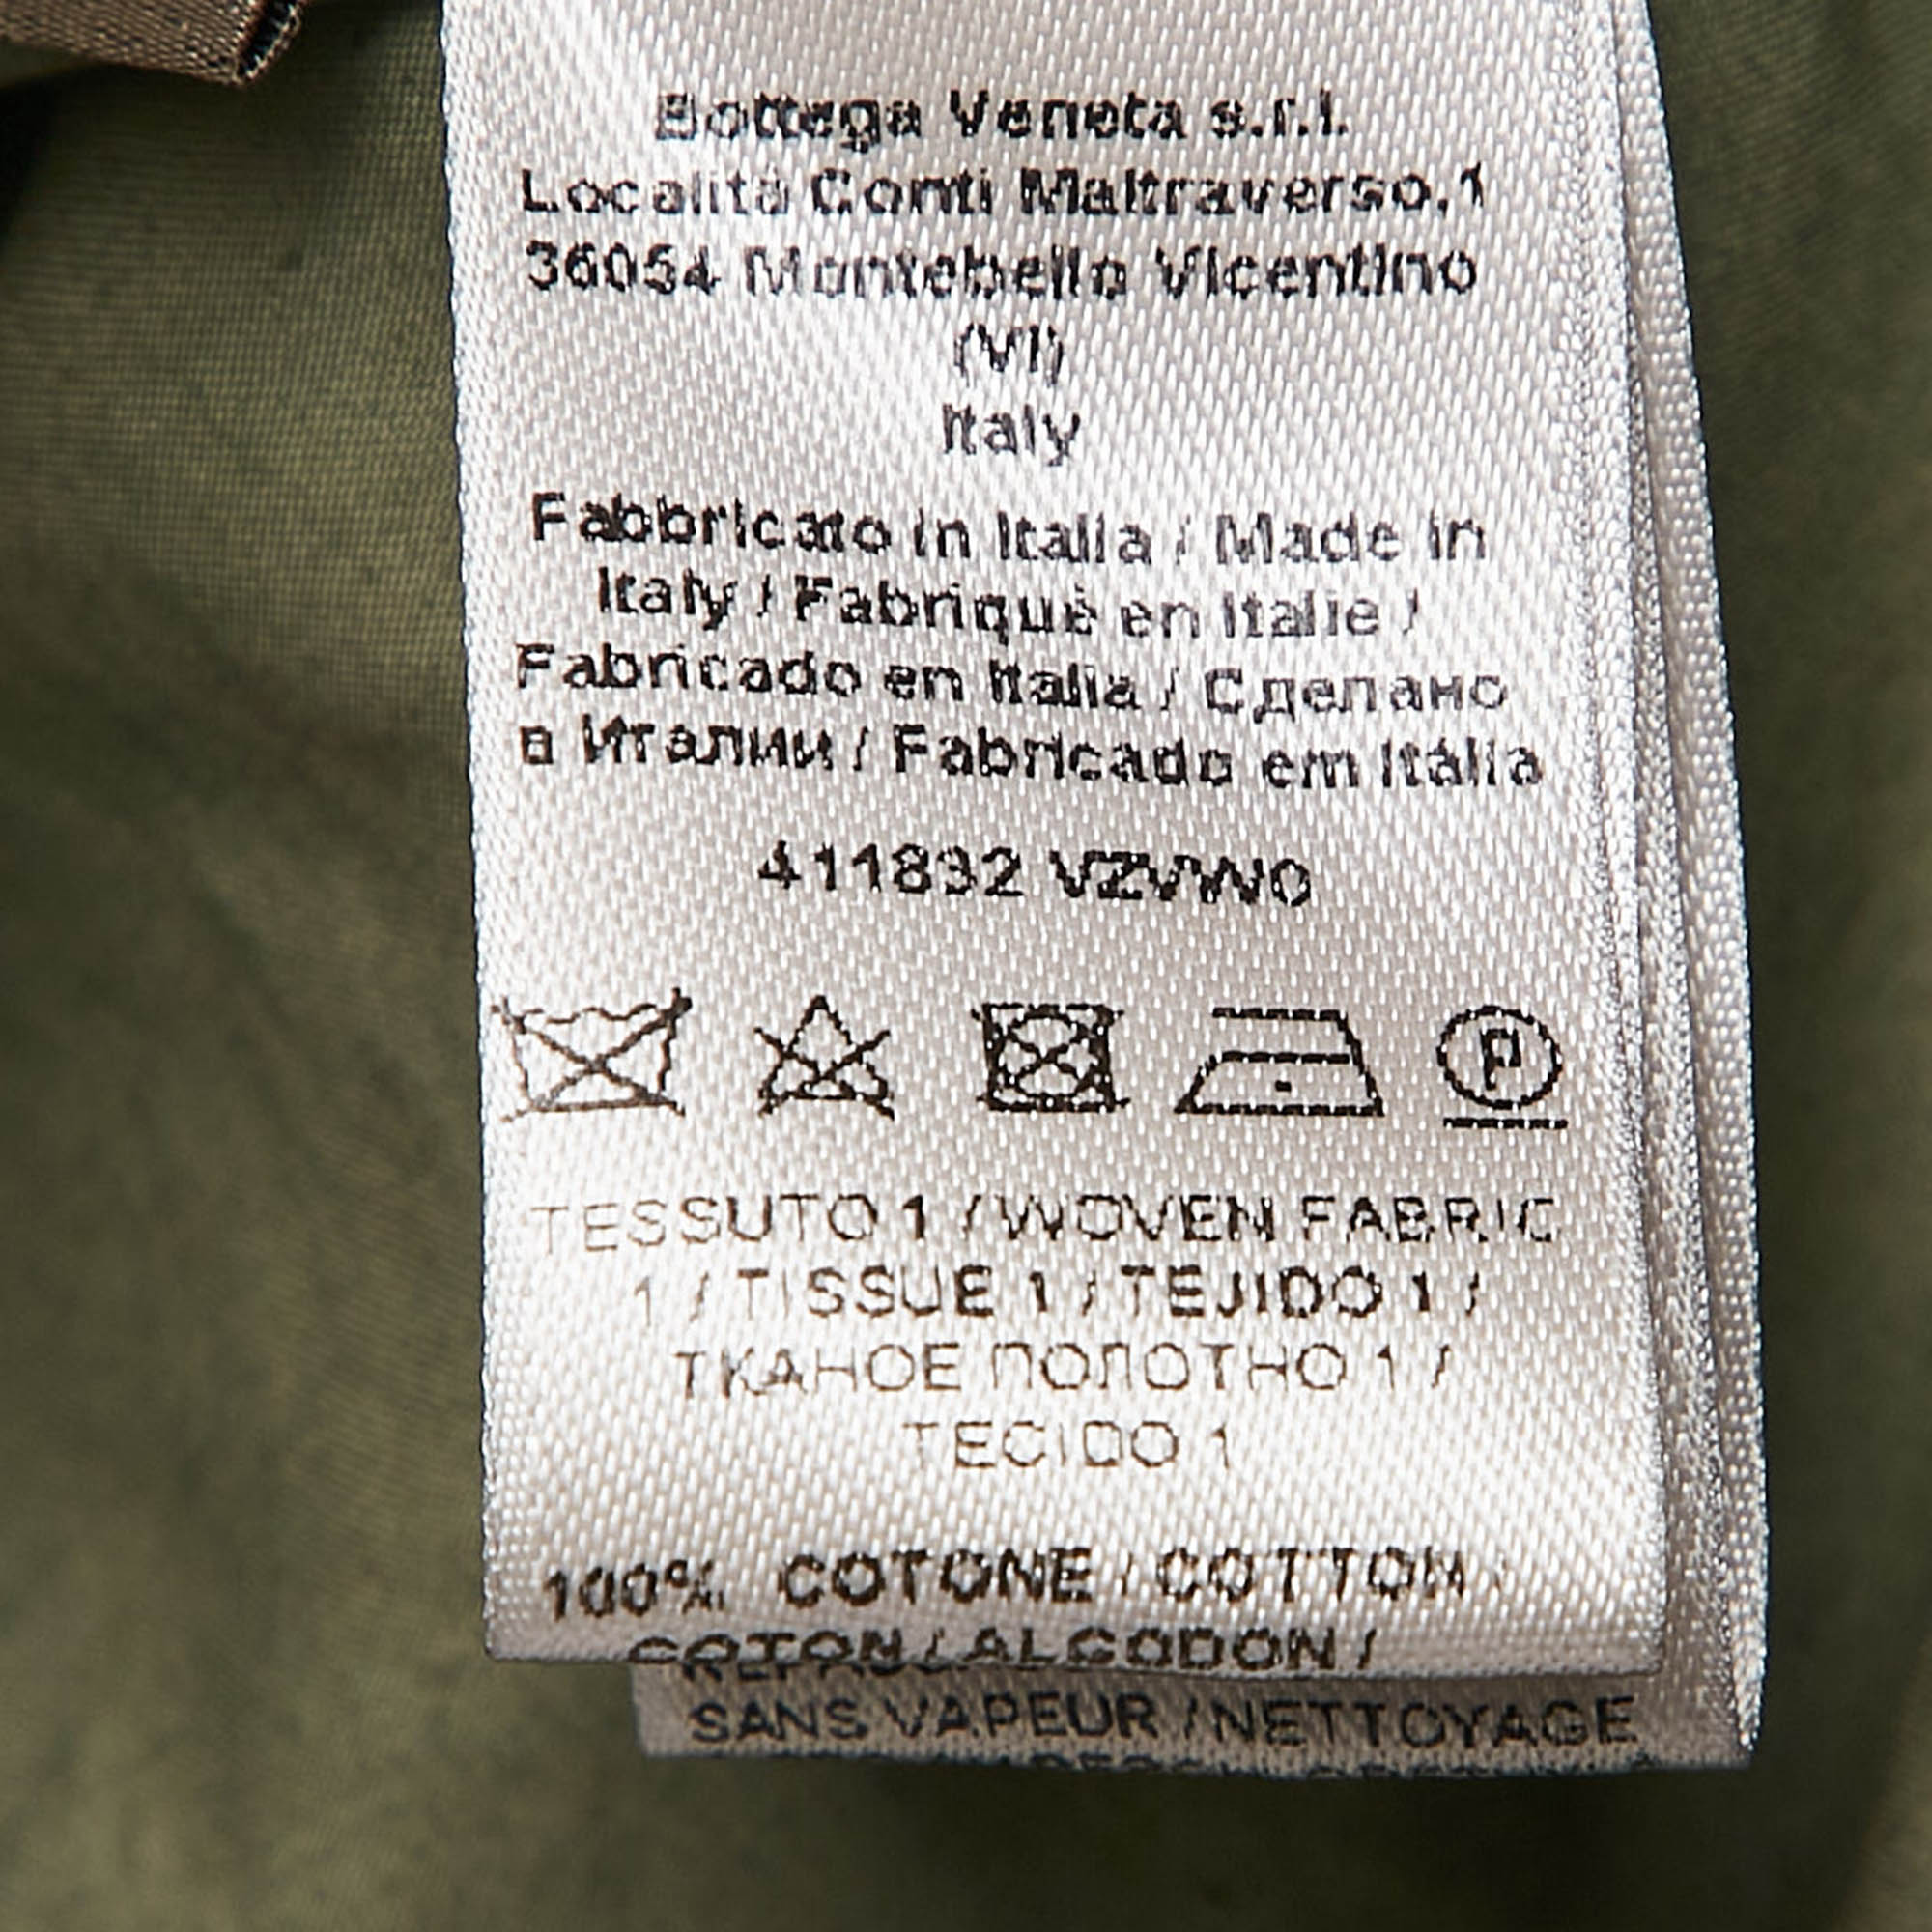 Bottega Veneta s.r.l.
Località Conti Maltraverso,1
36054 Montebello Vicentino
(VI)
Italy
Fabbricato in Italia / Made in
Italy / Fabriquè en Italie /
Fabricado en Italia / Сделано
в Италии / Fabricado em Itália
411832 VZVW0
P
TESSUTO 1 / WOVEN FABRIC
1 / TISSUE 1 / TEJIDO 1 /
ТКАНОЕ ПОЛОТНО 1 /
TECIDO 1
100% COTONE / COTTON /
COTON / ALGODON /
SANS VAPEUR / NETTOYAGE